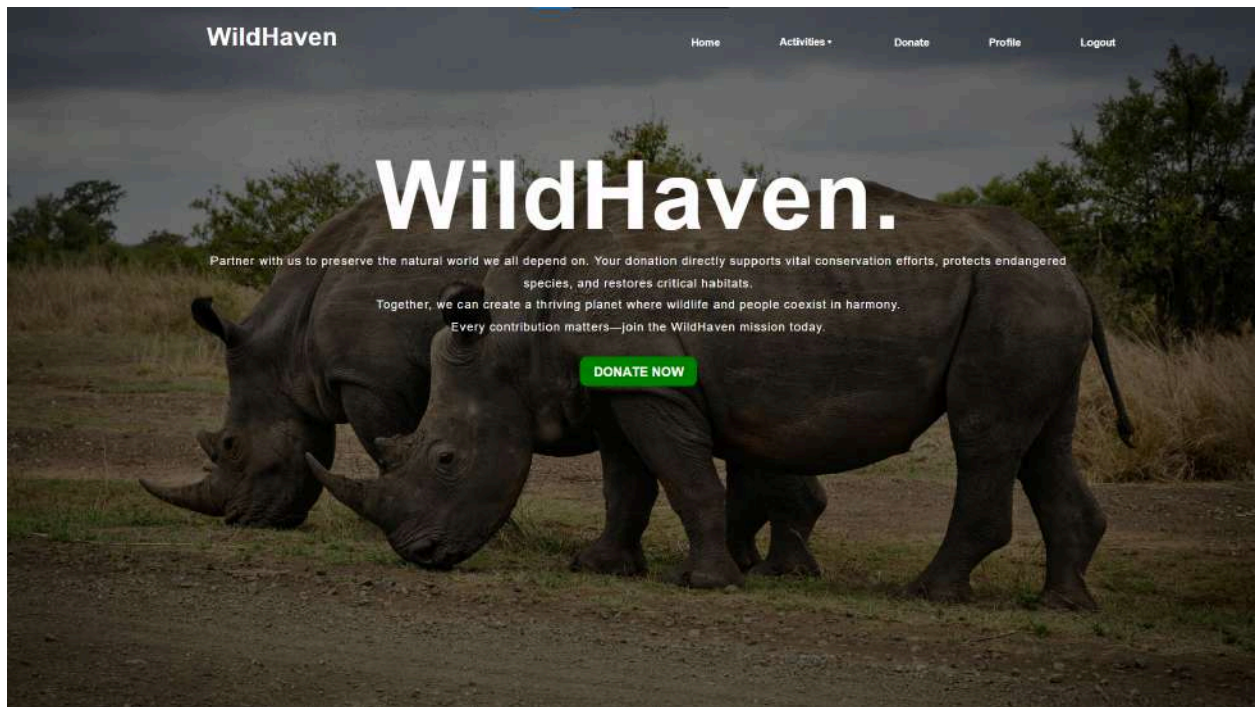 WildHaven
Home Activities ▾ Donate Profile Logout
WildHaven.
Partner with us to preserve the natural world we all depend on. Your donation directly supports vital conservation efforts, protects endangered
species, and restores critical habitats.
Together, we can create a thriving planet where wildlife and people coexist in harmony.
Every contribution matters—join the WildHaven mission today.
DONATE NOW